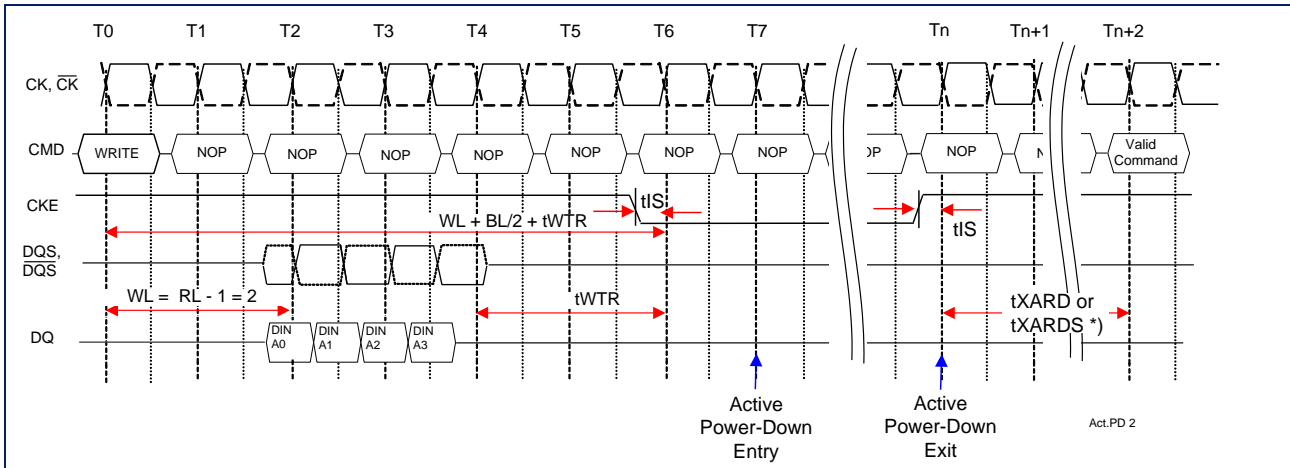 T0 T1 T2 T3 T4 T5 T6 T7 Tn Tn+1 Tn+2
CK, CK
CMD WRITE NOP NOP NOP NOP NOP NOP NOP OP NOP N Valid
Command
CKE tIS
WL + BL/2 + tWTR tIS
DQS,
DQS
WL = RL - 1 = 2 tWTR tXARD or
tXARDS *)
DQ DIN DIN DIN DIN
A0 A1 A2 A3
Active Active
Power-Down Power-Down
Entry Exit
Act.PD 2